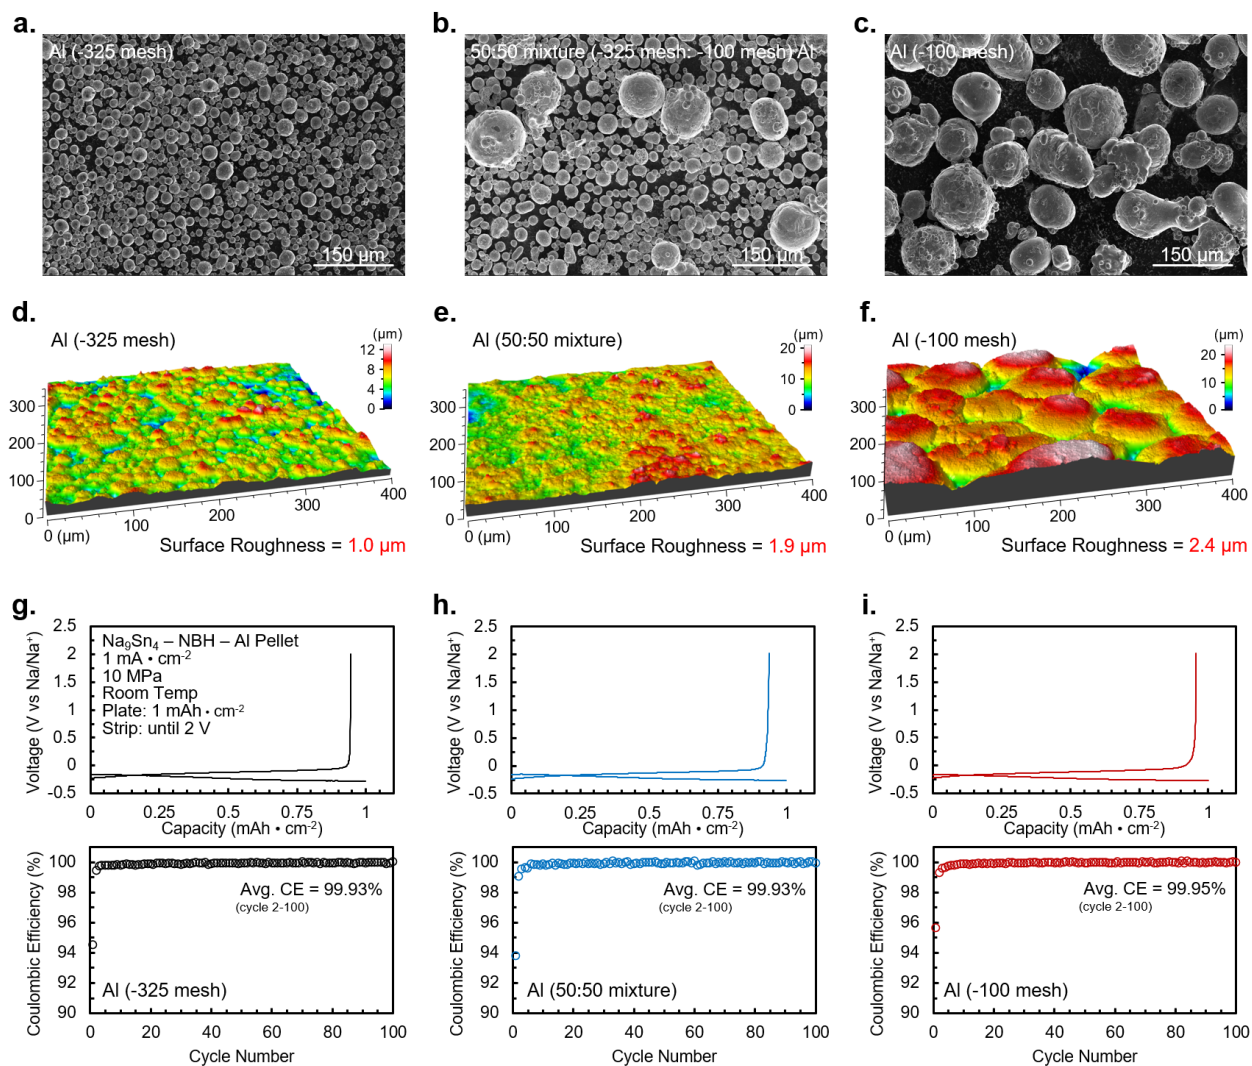 a.
Al (-325 mesh)
150 µm
b.
50:50 mixture (-325 mesh: -100 mesh) Al
150 µm
c.
Al (-100 mesh)
150 µm
d.
Al (-325 mesh)
(µm)
12
8
4
0
300
200
100
0
0 (µm)
100
200
300
400
Surface Roughness = 1.0 µm
e.
Al (50:50 mixture)
(µm)
20
10
0
300
200
100
0
0 (µm)
100
200
300
400
Surface Roughness = 1.9 µm
f.
Al (-100 mesh)
(µm)
20
10
0
300
200
100
0
0 (µm)
100
200
300
400
Surface Roughness = 2.4 µm
g.
Voltage (V vs Na/Na⁺)
2.5
2
1.5
1
0.5
0
-0.5
Na₉Sn₄ – NBH – Al Pellet
1 mA • cm⁻²
10 MPa
Room Temp
Plate: 1 mAh • cm⁻²
Strip: until 2 V
0 0.25 0.5 0.75 1
Capacity (mAh • cm⁻²)
Coulombic Efficiency (%)
100
98
96
94
92
90
Avg. CE = 99.93%
(cycle 2-100)
Al (-325 mesh)
0 20 40 60 80 100
Cycle Number
h.
Voltage (V vs Na/Na⁺)
2.5
2
1.5
1
0.5
0
-0.5
0 0.25 0.5 0.75 1
Capacity (mAh • cm⁻²)
Coulombic Efficiency (%)
100
98
96
94
92
90
Avg. CE = 99.93%
(cycle 2-100)
Al (50:50 mixture)
0 20 40 60 80 100
Cycle Number
i.
Voltage (V vs Na/Na⁺)
2.5
2
1.5
1
0.5
0
-0.5
0 0.25 0.5 0.75 1
Capacity (mAh • cm⁻²)
Coulombic Efficiency (%)
100
98
96
94
92
90
Avg. CE = 99.95%
(cycle 2-100)
Al (-100 mesh)
0 20 40 60 80 100
Cycle Number